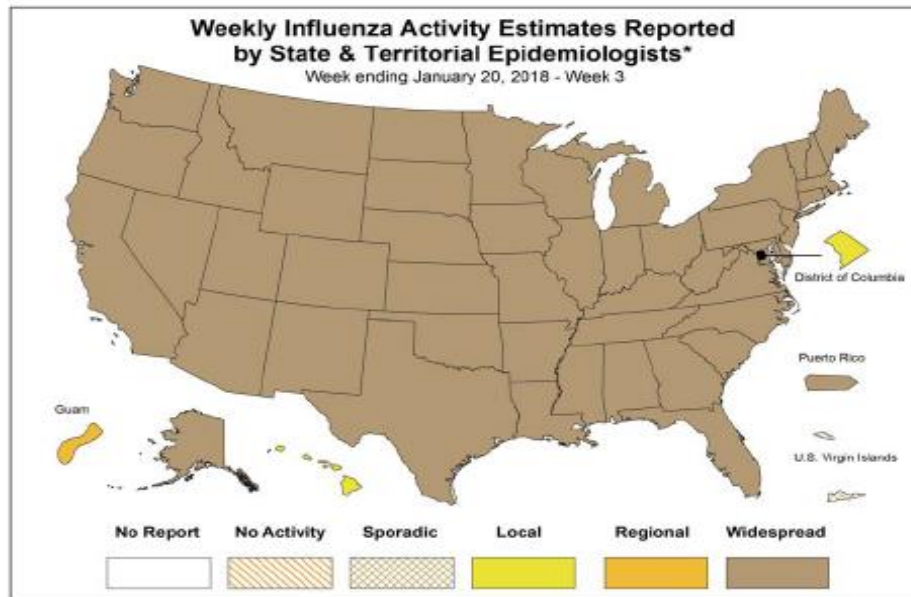 Weekly Influenza Activity Estimates Reported
by State & Territorial Epidemiologists*
Week ending January 20, 2018 - Week 3
District of Columbia
Puerto Rico
Guam
U.S. Virgin Islands
No Report No Activity Sporadic Local Regional Widespread